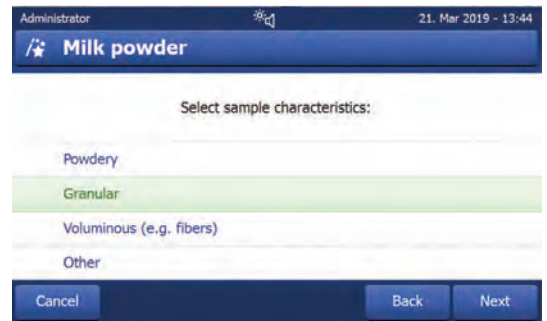 Administrator 21. Mar 2019 - 13:44
Milk powder
Select sample characteristics:
Powdery
Granular
Voluminous (e.g. fibers)
Other
Cancel Back Next